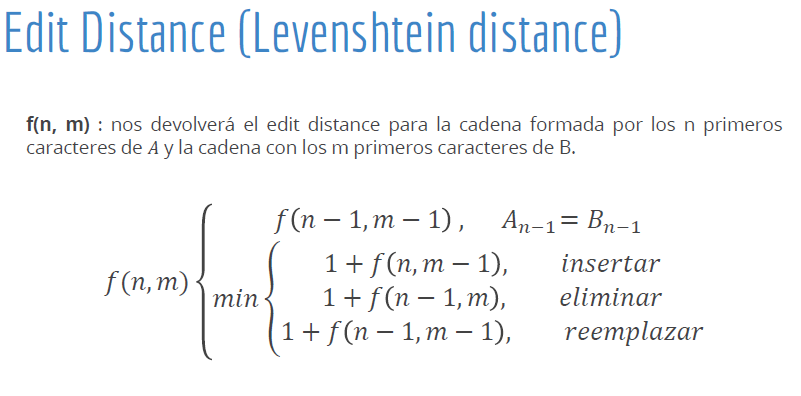 Edit Distance (Levenshtein distance)
f(n, m) : nos devolverá el edit distance para la cadena formada por los n primeros
caracteres de A y la cadena con los m primeros caracteres de B.
f(n − 1, m − 1) ,   Aₙ₋₁ = Bₙ₋₁
1 + f(n, m − 1),   insertar
f(n, m) { min { 1 + f(n − 1, m),   eliminar
1 + f(n − 1, m − 1),   reemplazar